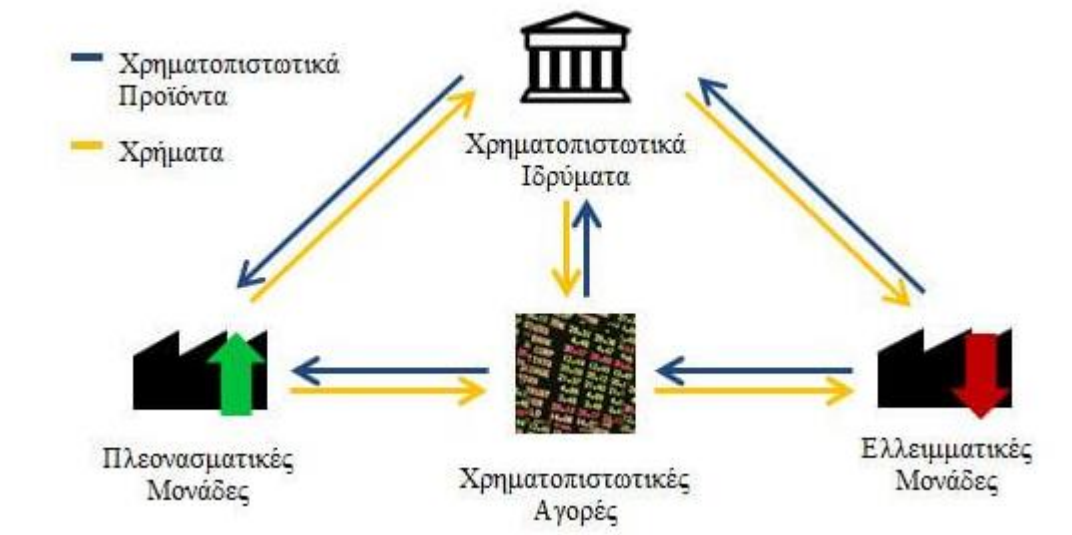 Χρηματοπιστωτικά
Προϊόντα
Χρήματα
Χρηματοπιστωτικά
Ιδρύματα
Πλεονασματικές
Μονάδες
Χρηματοπιστωτικές
Αγορές
Ελλειμματικές
Μονάδες